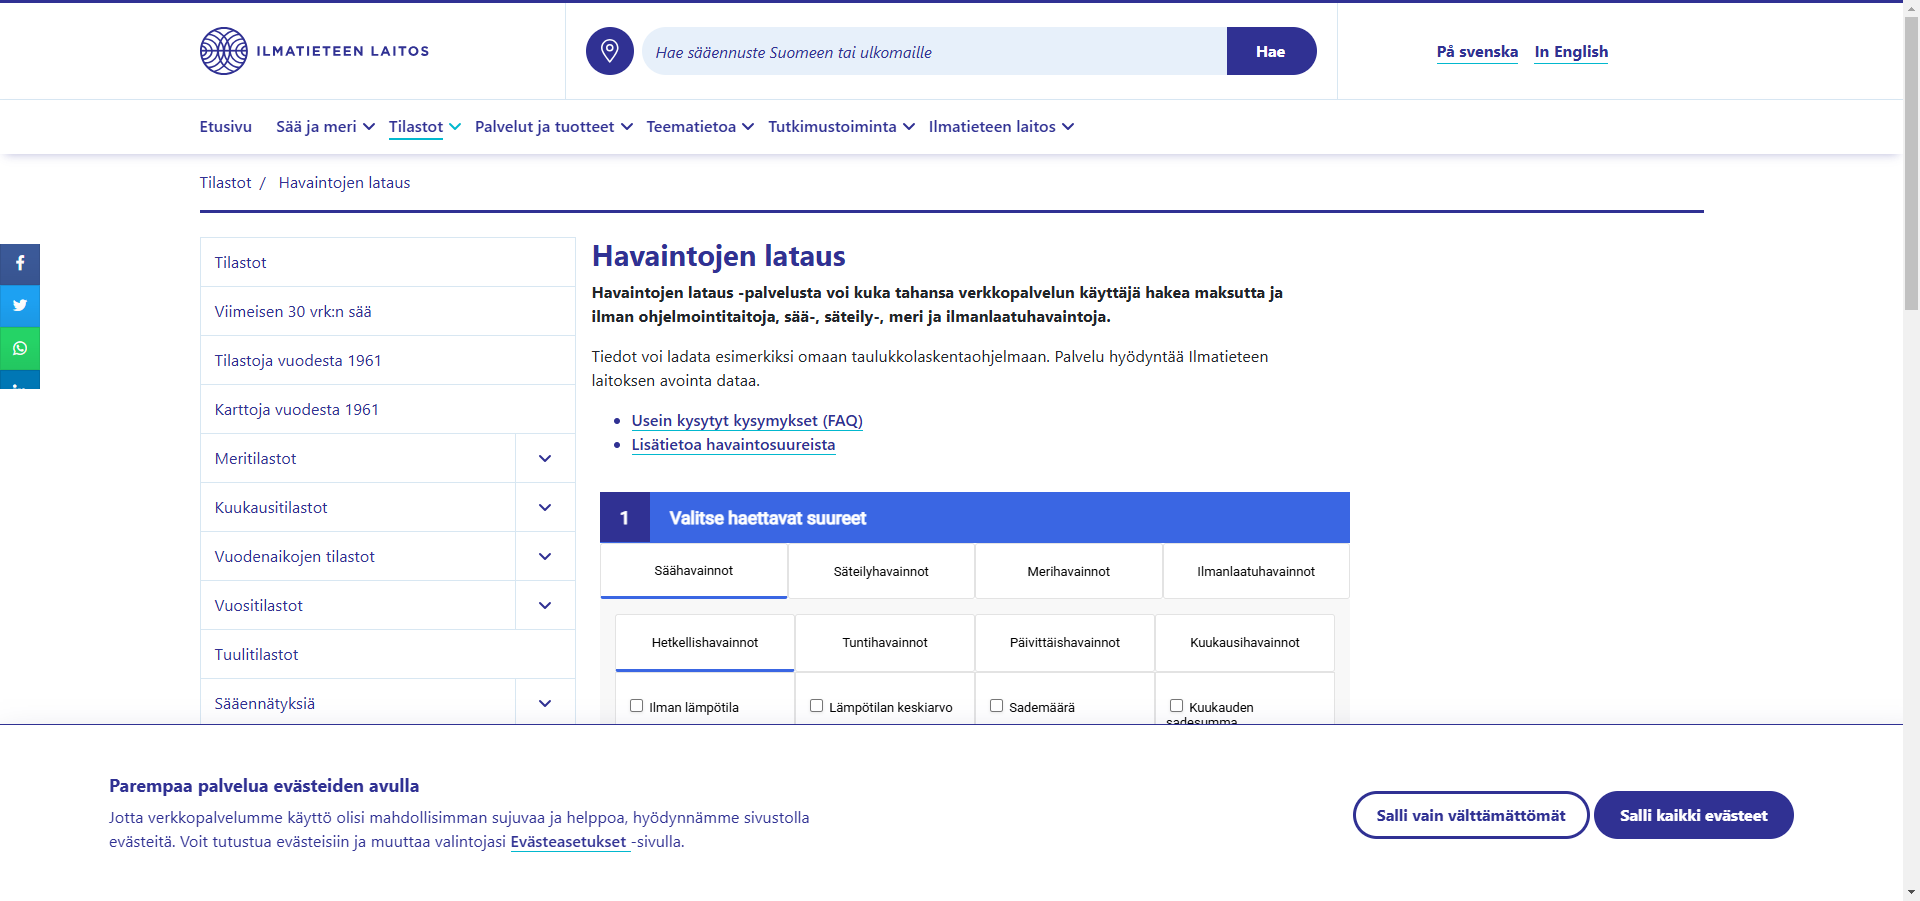 ILMATIETEEN LAITOS
Hae sääennuste Suomeen tai ulkomaille
Hae
På svenska
In English
Etusivu
Sää ja meri
Tilastot
Palvelut ja tuotteet
Teematietoa
Tutkimustoiminta
Ilmatieteen laitos
Tilastot / Havaintojen lataus
Tilastot
Viimeisen 30 vrk:n sää
Tilastoja vuodesta 1961
Karttoja vuodesta 1961
Meritilastot
Kuukausitilastot
Vuodenaikojen tilastot
Vuositilastot
Tuulitilastot
Sääennätyksiä
Havaintojen lataus
Havaintojen lataus -palvelusta voi kuka tahansa verkkopalvelun käyttäjä hakea maksutta ja
ilman ohjelmointitaitoja, sää-, säteily-, meri ja ilmanlaatuhavaintoja.
Tiedot voi ladata esimerkiksi omaan taulukkolaskentaohjelmaan. Palvelu hyödyntää Ilmatieteen
laitoksen avointa dataa.
Usein kysytyt kysymykset (FAQ)
Lisätietoa havaintosuureista
1 Valitse haettavat suureet
Säähavainnot
Säteilyhavainnot
Merihavainnot
Ilmanlaatuhavainnot
Hetkellishavainnot
Tuntihavainnot
Päivittäishavainnot
Kuukausihavainnot
Ilman lämpötila
Lämpötilan keskiarvo
Sademäärä
Kuukauden
sadesumma
Parempaa palvelua evästeiden avulla
Jotta verkkopalvelumme käyttö olisi mahdollisimman sujuvaa ja helppoa, hyödynnämme sivustolla
evästeitä. Voit tutustua evästeisiin ja muuttaa valintojasi Evästeasetukset -sivulla.
Salli vain välttämättömät
Salli kaikki evästeet